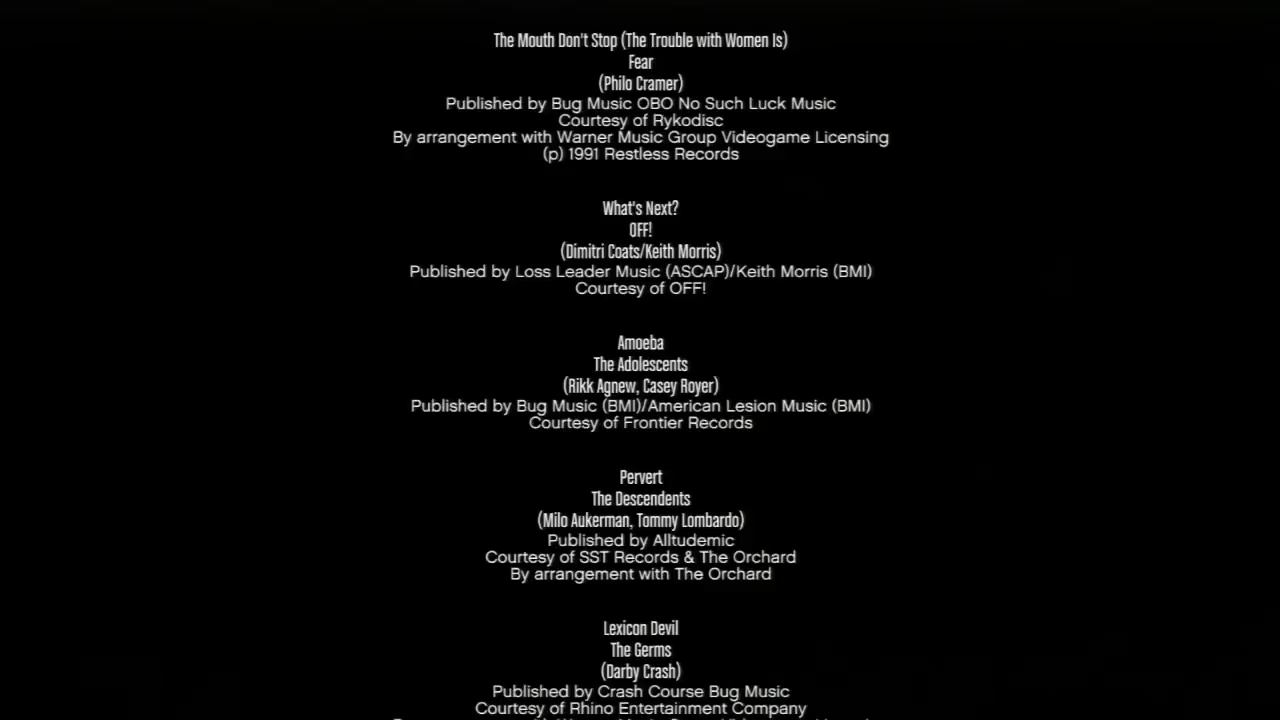 The Mouth Don't Stop (The Trouble with Women Is)
Fear
(Philo Cramer)
Published by Bug Music OBO No Such Luck Music
Courtesy of Rykodisc
By arrangement with Warner Music Group Videogame Licensing
(p) 1991 Restless Records
What's Next?
OFF!
(Dimitri Coats/Keith Morris)
Published by Loss Leader Music (ASCAP)/Keith Morris (BMI)
Courtesy of OFF!
Amoeba
The Adolescents
(Rikk Agnew, Casey Royer)
Published by Bug Music (BMI)/American Lesion Music (BMI)
Courtesy of Frontier Records
Pervert
The Descendents
(Milo Aukerman, Tommy Lombardo)
Published by Alltudemic
Courtesy of SST Records & The Orchard
By arrangement with The Orchard
Lexicon Devil
The Germs
(Darby Crash)
Published by Crash Course Bug Music
Courtesy of Rhino Entertainment Company